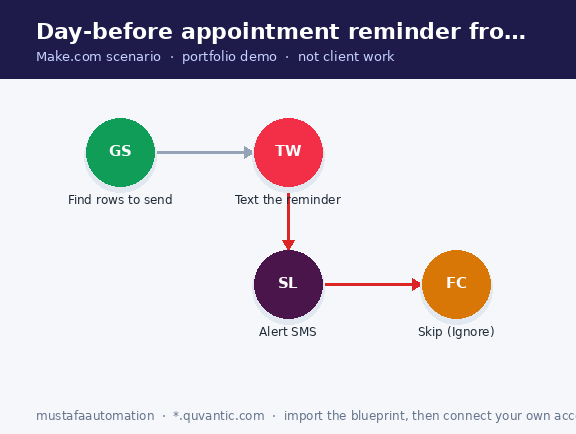 Day-before appointment reminder fro...
Make.com scenario · portfolio demo · not client work
GS
TW
Find rows to send
Text the reminder
SL
FC
Alert SMS
Skip (Ignore)
mustafaautomation · *.quvantic.com · import the blueprint, then connect your own acc